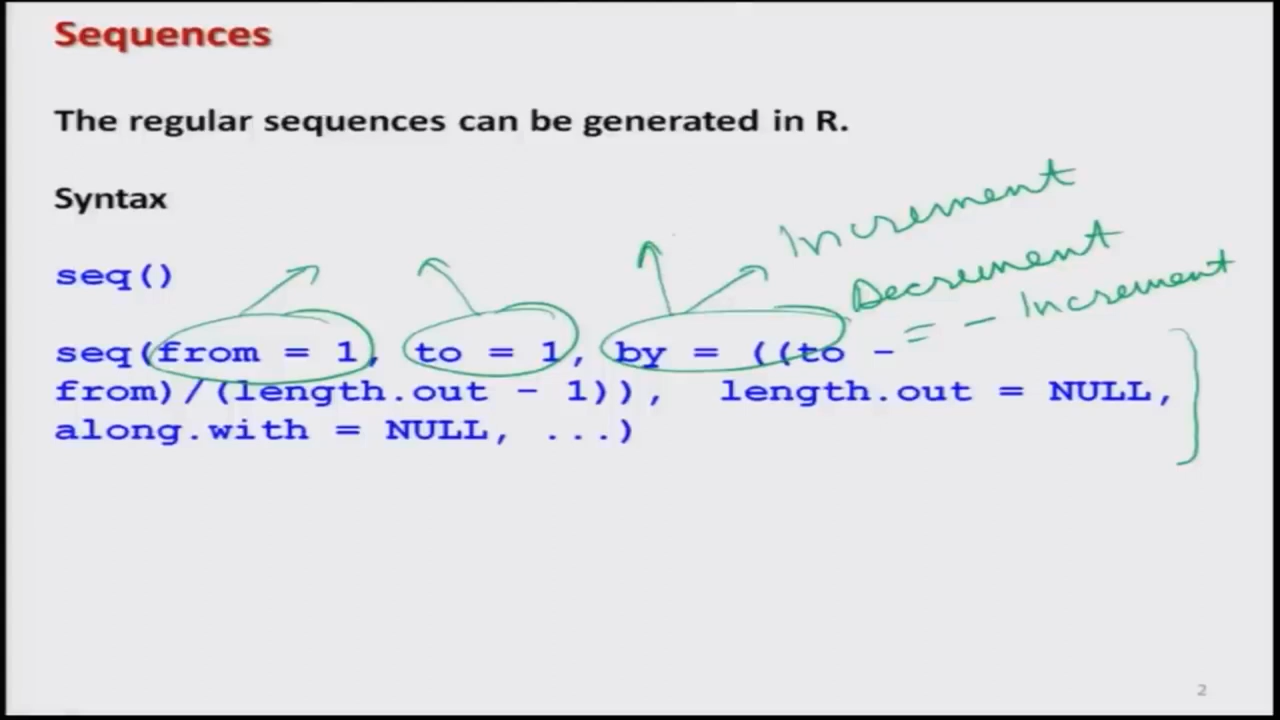 Sequences
The regular sequences can be generated in R.
Syntax
Increment
seq()
Decrement
= - Increment
seq(from = 1, to = 1, by = ((to -
from)/(length.out - 1)), length.out = NULL,
along.with = NULL, ...)
2